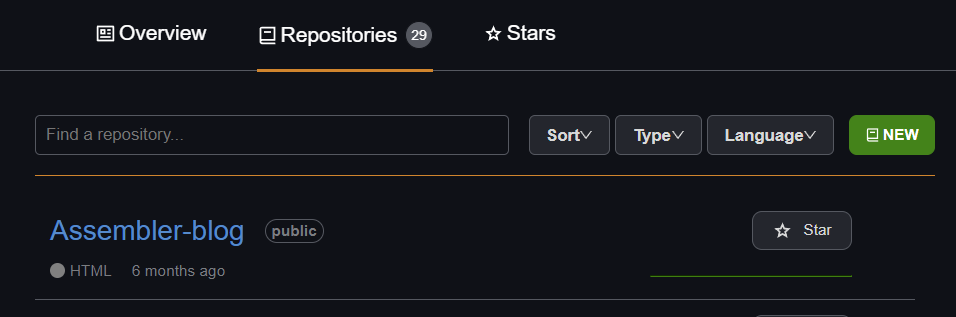 Overview Repositories 29 Stars
Find a repository... Sort Type Language NEW
Assembler-blog public Star
HTML 6 months ago